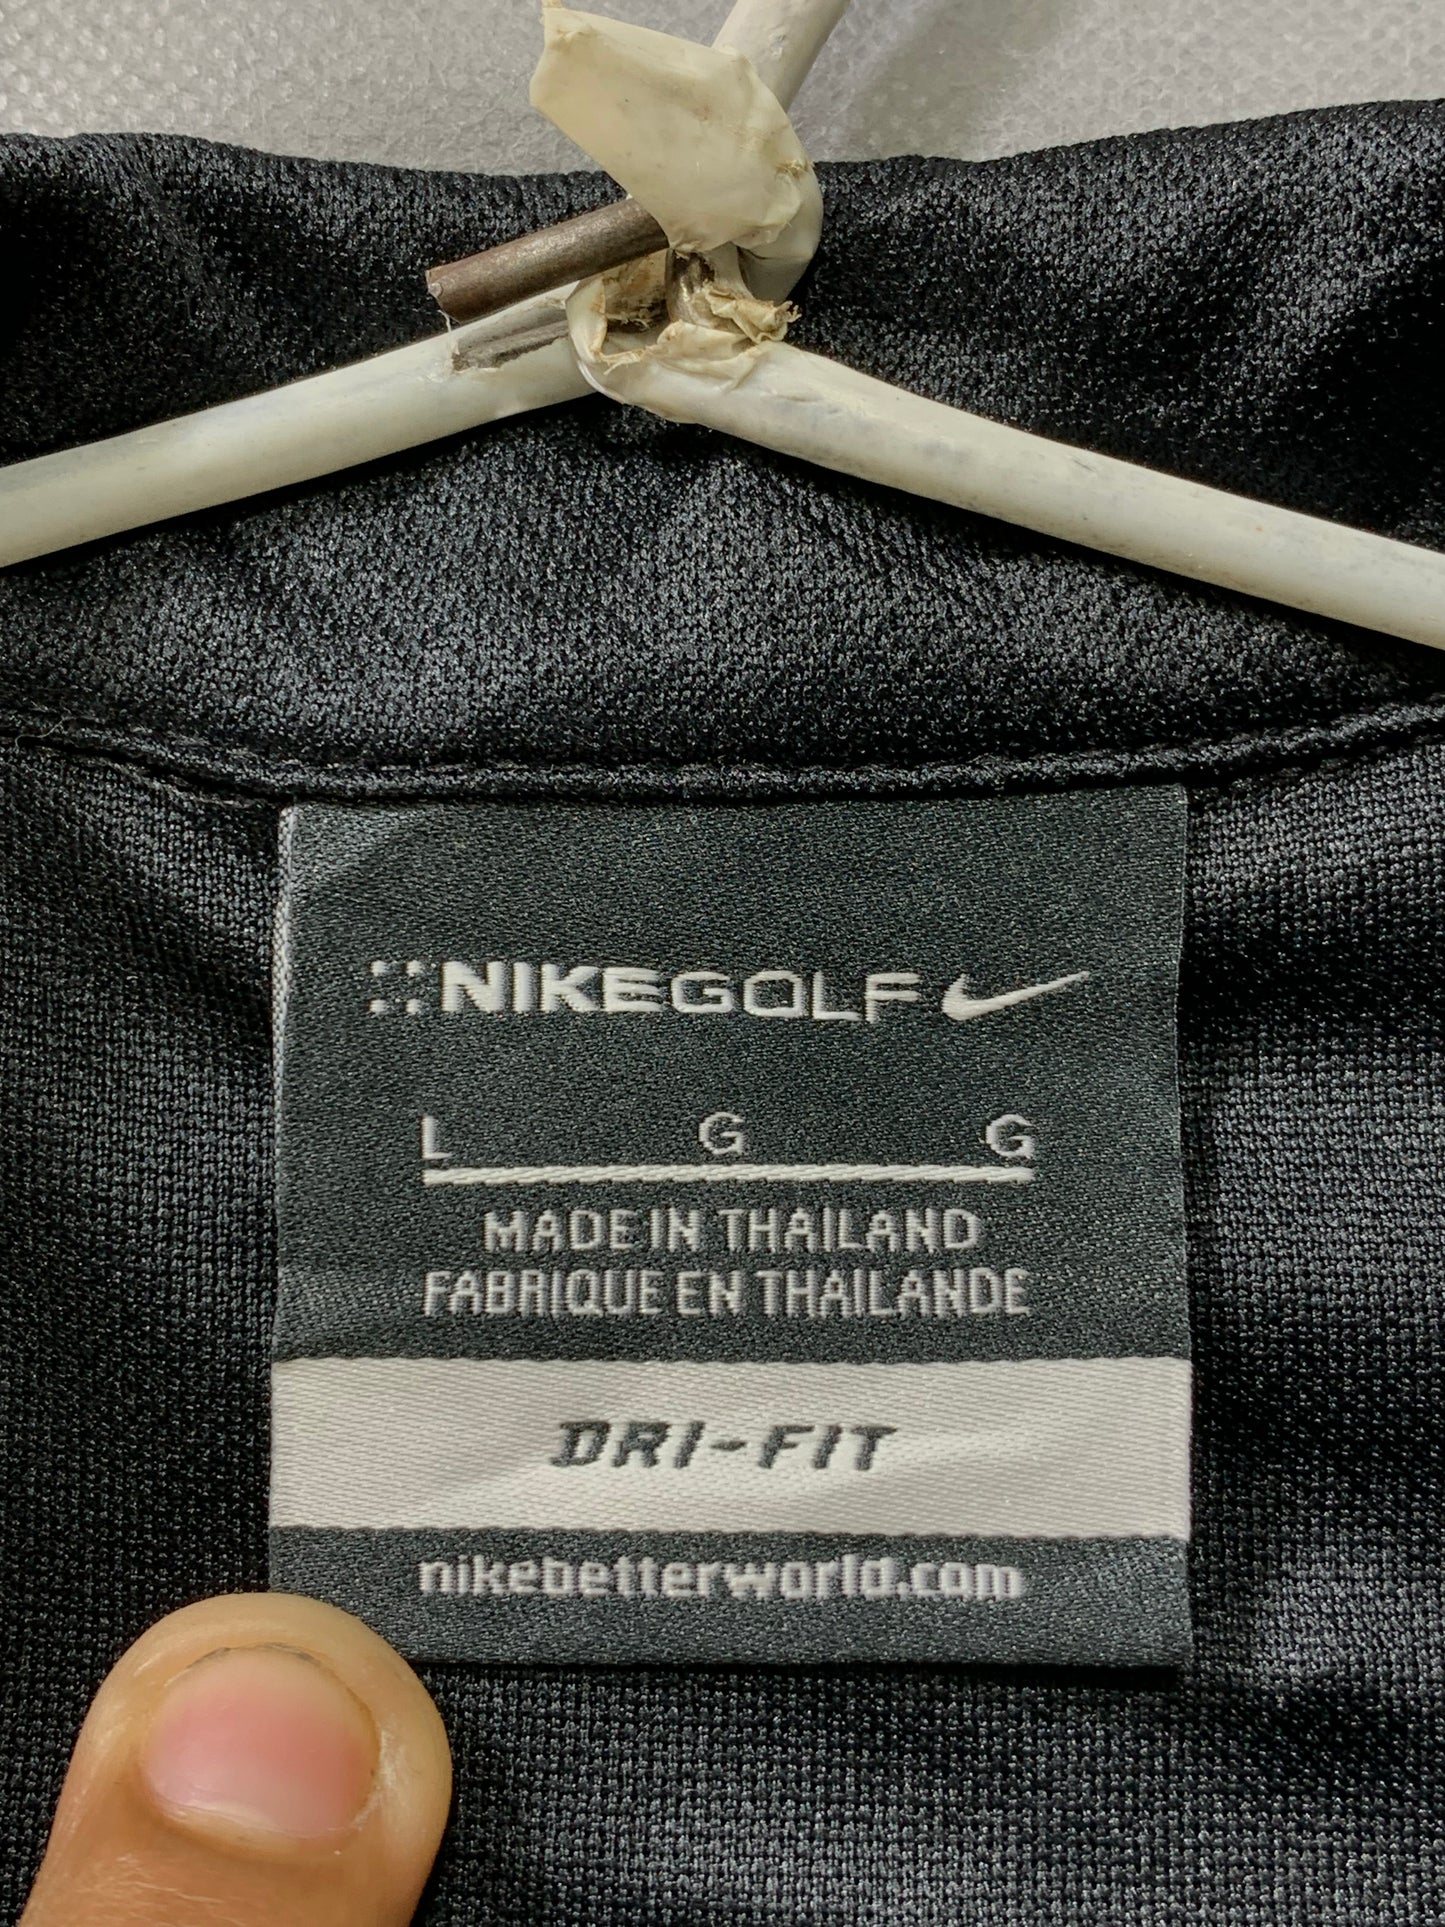 NIKEGOLF
L G G
MADE IN THAILAND
FABRIQUE EN THAILANDE
DRI-FIT
nikebetterworld.com